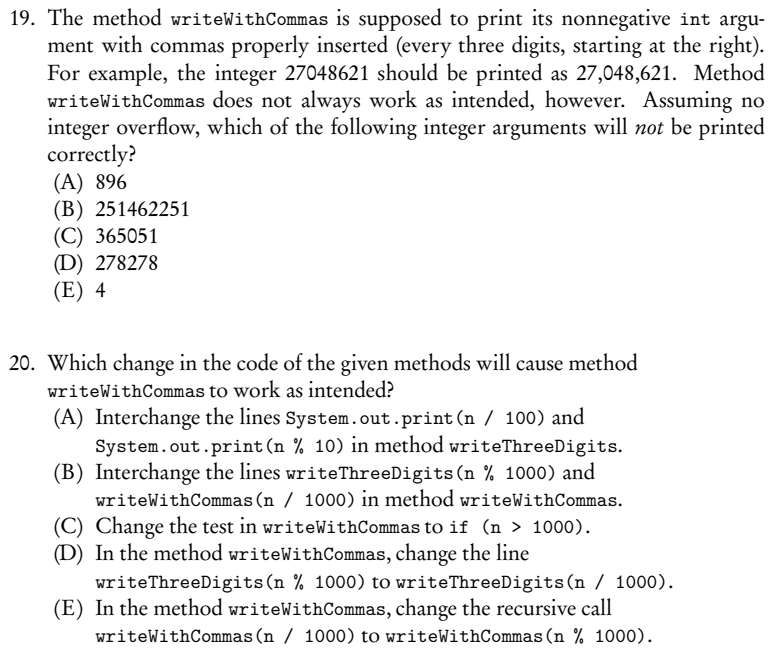 19. The method writeWithCommas is supposed to print its nonnegative int argu-
ment with commas properly inserted (every three digits, starting at the right).
For example, the integer 27048621 should be printed as 27,048,621. Method
writeWithCommas does not always work as intended, however. Assuming no
integer overflow, which of the following integer arguments will not be printed
correctly?
(A) 896
(B) 251462251
(C) 365051
(D) 278278
(E) 4
20. Which change in the code of the given methods will cause method
writeWithCommas to work as intended?
(A) Interchange the lines System.out.print(n / 100) and
System.out.print(n % 10) in method writeThreeDigits.
(B) Interchange the lines writeThreeDigits(n % 1000) and
writeWithCommas(n / 1000) in method writeWithCommas.
(C) Change the test in writeWithCommas to if (n > 1000).
(D) In the method writeWithCommas, change the line
writeThreeDigits(n % 1000) to writeThreeDigits(n / 1000).
(E) In the method writeWithCommas, change the recursive call
writeWithCommas(n / 1000) to writeWithCommas(n % 1000).